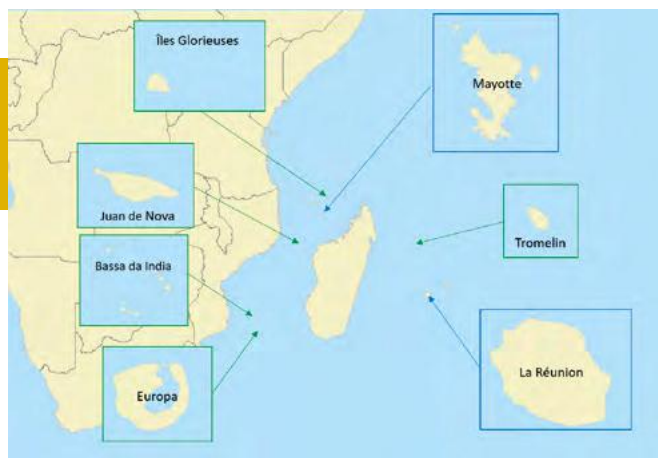 Îles Glorieuses
Mayotte
Juan de Nova
Tromelin
Bassa da India
La Réunion
Europa